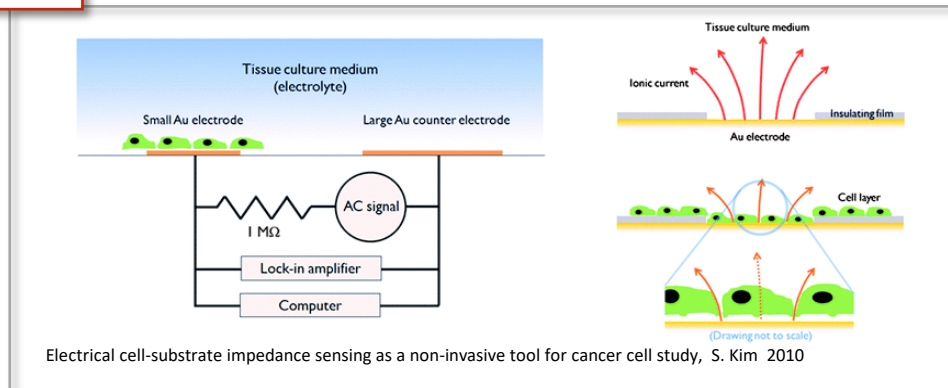 Tissue culture medium
(electrolyte)
Small Au electrode
Large Au counter electrode
1 MΩ
AC signal
Lock-in amplifier
Computer
Tissue culture medium
Ionic current
Insulating film
Au electrode
Cell layer
(Drawing not to scale)
Electrical cell-substrate impedance sensing as a non-invasive tool for cancer cell study, S. Kim 2010